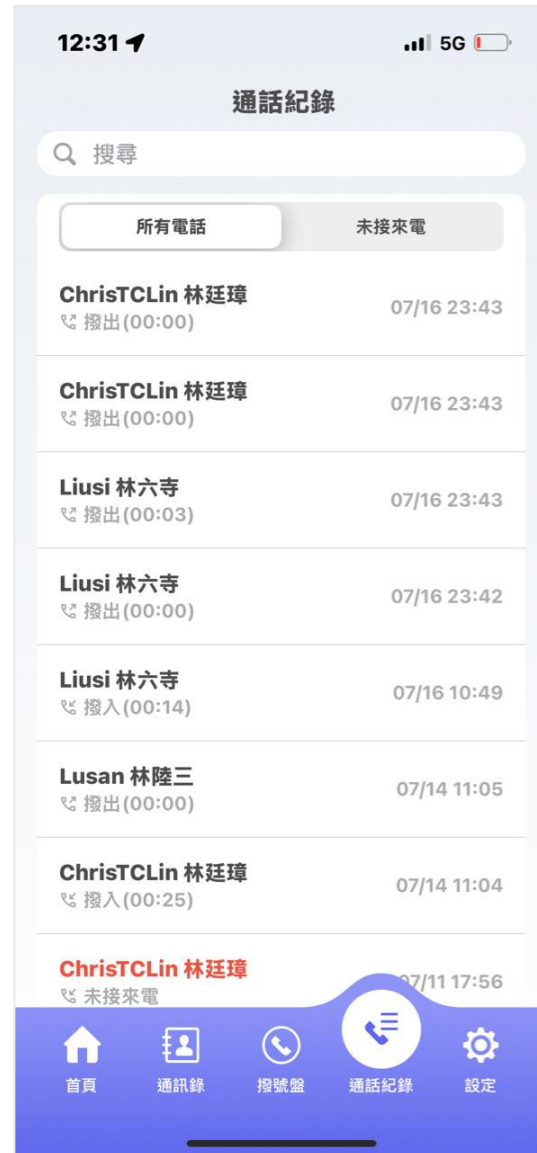 12:31
5G
通話紀錄
搜尋
所有電話 未接來電
ChrisTCLin 林廷璋
撥出(00:00)
07/16 23:43
ChrisTCLin 林廷璋
撥出(00:00)
07/16 23:43
Liusi 林六寺
撥出(00:03)
07/16 23:43
Liusi 林六寺
撥出(00:00)
07/16 23:42
Liusi 林六寺
撥入(00:14)
07/16 10:49
Lusan 林陸三
撥出(00:00)
07/14 11:05
ChrisTCLin 林廷璋
撥入(00:25)
07/14 11:04
ChrisTCLin 林廷璋
未接來電
07/11 17:56
首頁 通訊錄 撥號盤 通話紀錄 設定